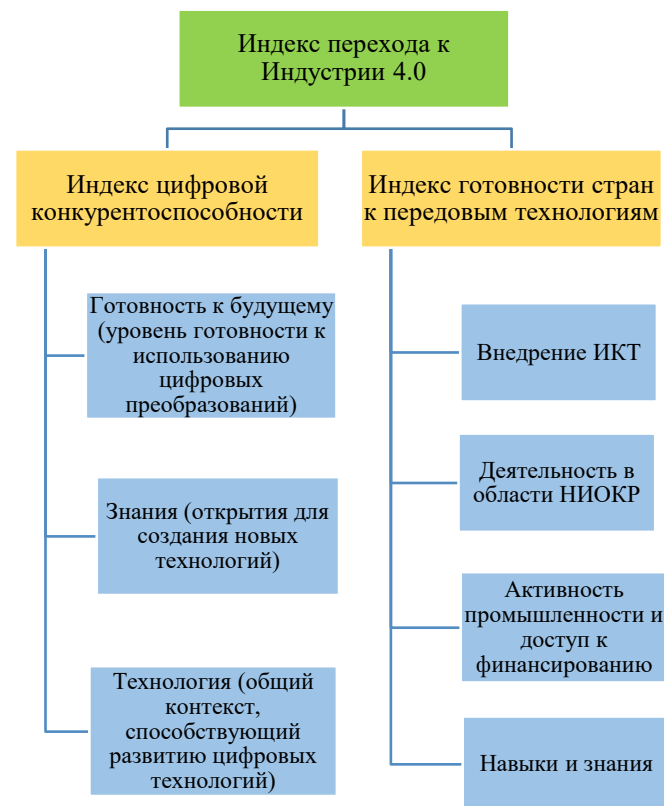 Индекс перехода к
Индустрии 4.0
Индекс цифровой
конкурентоспособности
Индекс готовности стран
к передовым технологиям
Готовность к будущему
(уровень готовности к
использованию
цифровых
преобразований)
Знания (открытия для
создания новых
технологий)
Технология (общий
контекст,
способствующий
развитию цифровых
технологий)
Внедрение ИКТ
Деятельность в
области НИОКР
Активность
промышленности и
доступ к
финансированию
Навыки и знания